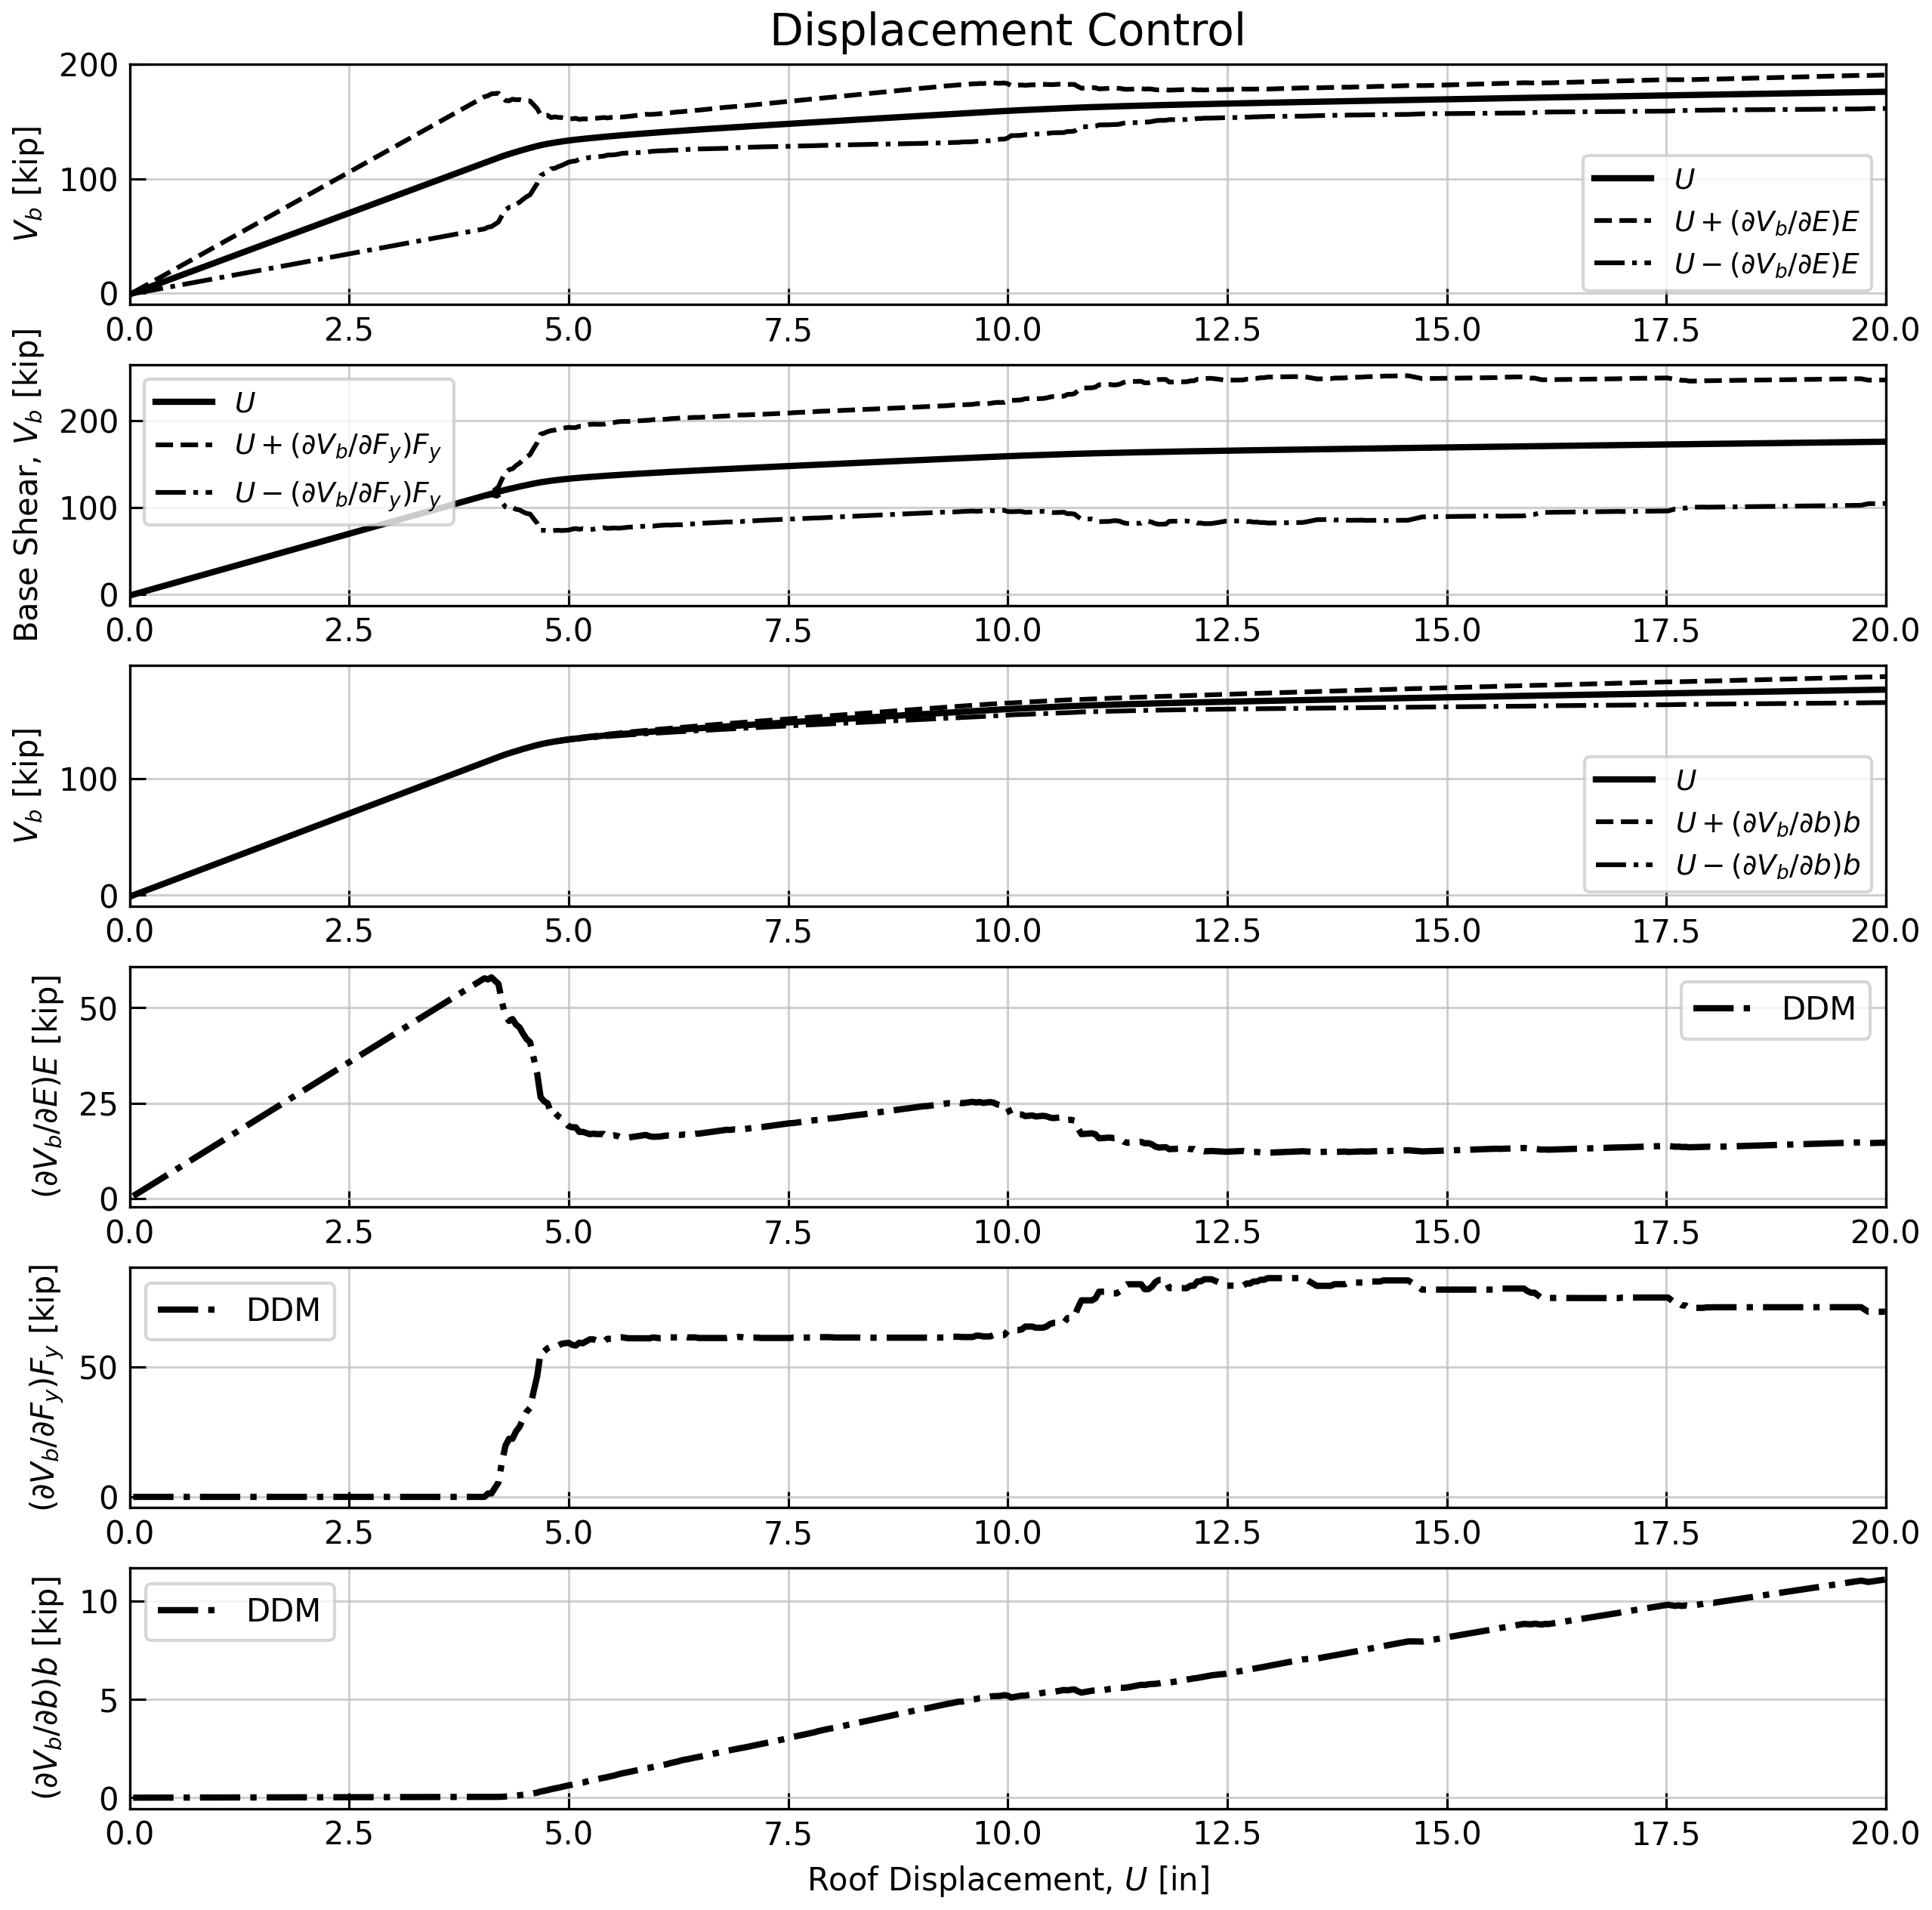 Displacement Control
V_b [kip]
200
100
0
U
U + (∂V_b/∂E)E
U − (∂V_b/∂E)E
0.0 2.5 5.0 7.5 10.0 12.5 15.0 17.5 20.0
Base Shear, V_b [kip]
200
100
0
U
U + (∂V_b/∂F_y)F_y
U − (∂V_b/∂F_y)F_y
0.0 2.5 5.0 7.5 10.0 12.5 15.0 17.5 20.0
V_b [kip]
100
0
U
U + (∂V_b/∂b)b
U − (∂V_b/∂b)b
0.0 2.5 5.0 7.5 10.0 12.5 15.0 17.5 20.0
(∂V_b/∂E)E [kip]
50
25
0
DDM
0.0 2.5 5.0 7.5 10.0 12.5 15.0 17.5 20.0
(∂V_b/∂F_y)F_y [kip]
50
0
DDM
0.0 2.5 5.0 7.5 10.0 12.5 15.0 17.5 20.0
(∂V_b/∂b)b [kip]
10
5
0
DDM
0.0 2.5 5.0 7.5 10.0 12.5 15.0 17.5 20.0
Roof Displacement, U [in]